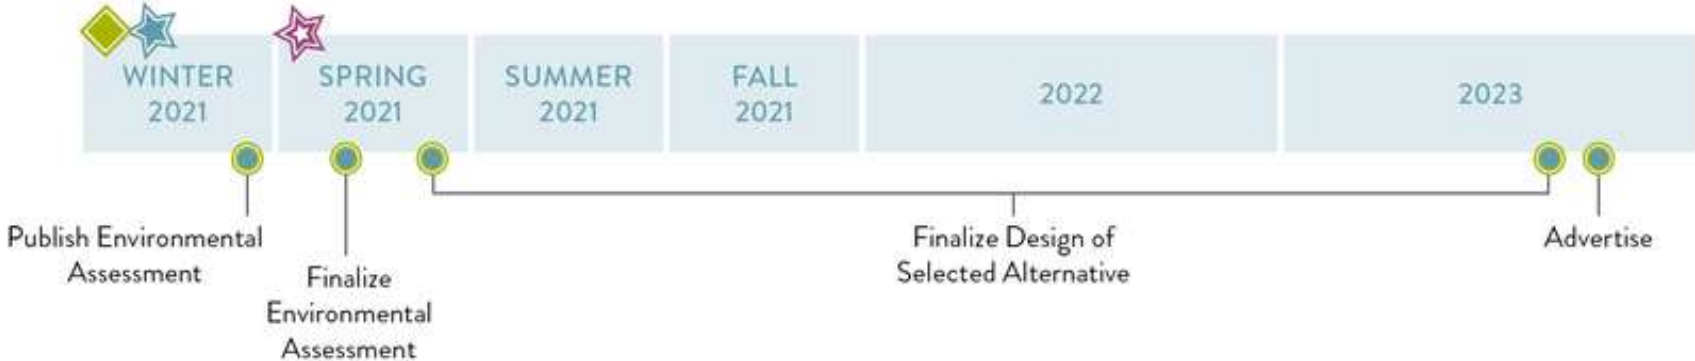 WINTER
2021
SPRING
2021
SUMMER
2021
FALL
2021
2022
2023
Publish Environmental
Assessment
Finalize
Environmental
Assessment
Finalize Design of
Selected Alternative
Advertise